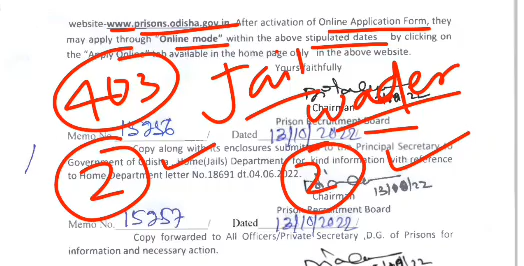 website-www.prisons.odisha.gov.in. After activation of Online Application Form, they
may apply through "Online mode" within the above stipulated dates by clicking
on the "Apply Online" tab available in the home page only in the above website.
Yours faithfully
403 Jail
wader
Chairman
Prison Recruitment Board
Memo No. 15256 / Dated 13/10/2022
Copy along with its enclosures submitted to the Principal Secretary to
Government of Odisha, Home(Jails) Department for kind information with reference
to Home Department letter No.18691 dt.04.06.2022.
2 2
Chairman
Prison Recruitment Board
Memo No. 15257 / Dated 13/10/2022
Copy forwarded to All Officers/Private Secretary ,D.G. of Prisons for
information and necessary action.